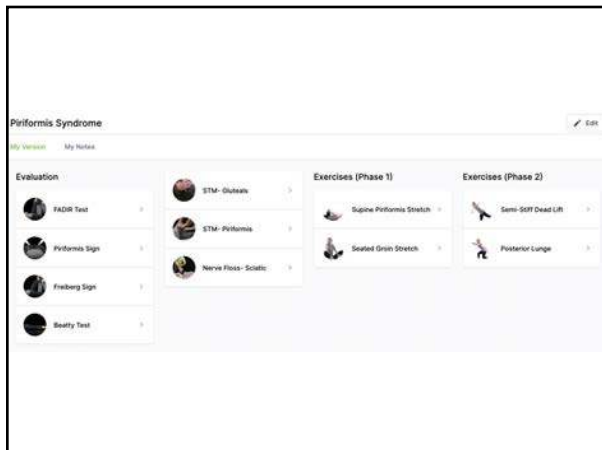 Piriformis Syndrome
Edit
My Version My Notes
Evaluation
FADIR Test
Piriformis Sign
Freiberg Sign
Beatty Test
STM- Gluteals
STM- Piriformis
Nerve Floss- Sciatic
Exercises (Phase 1)
Supine Piriformis Stretch
Seated Groin Stretch
Exercises (Phase 2)
Semi-Stiff Dead Lift
Posterior Lunge